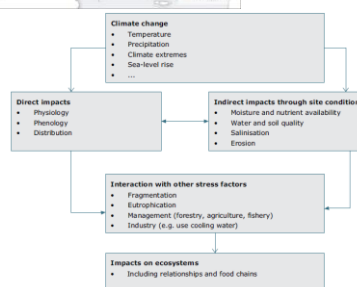 Climate change
• Temperature
• Precipitation
• Climate extremes
• Sea-level rise
• ...
Direct impacts
• Physiology
• Phenology
• Distribution
Indirect impacts through site condition
• Moisture and nutrient availability
• Water and soil quality
• Salinisation
• Erosion
Interaction with other stress factors
• Fragmentation
• Eutrophication
• Management (forestry, agriculture, fishery)
• Industry (e.g. use cooling water)
Impacts on ecosystems
• Including relationships and food chains